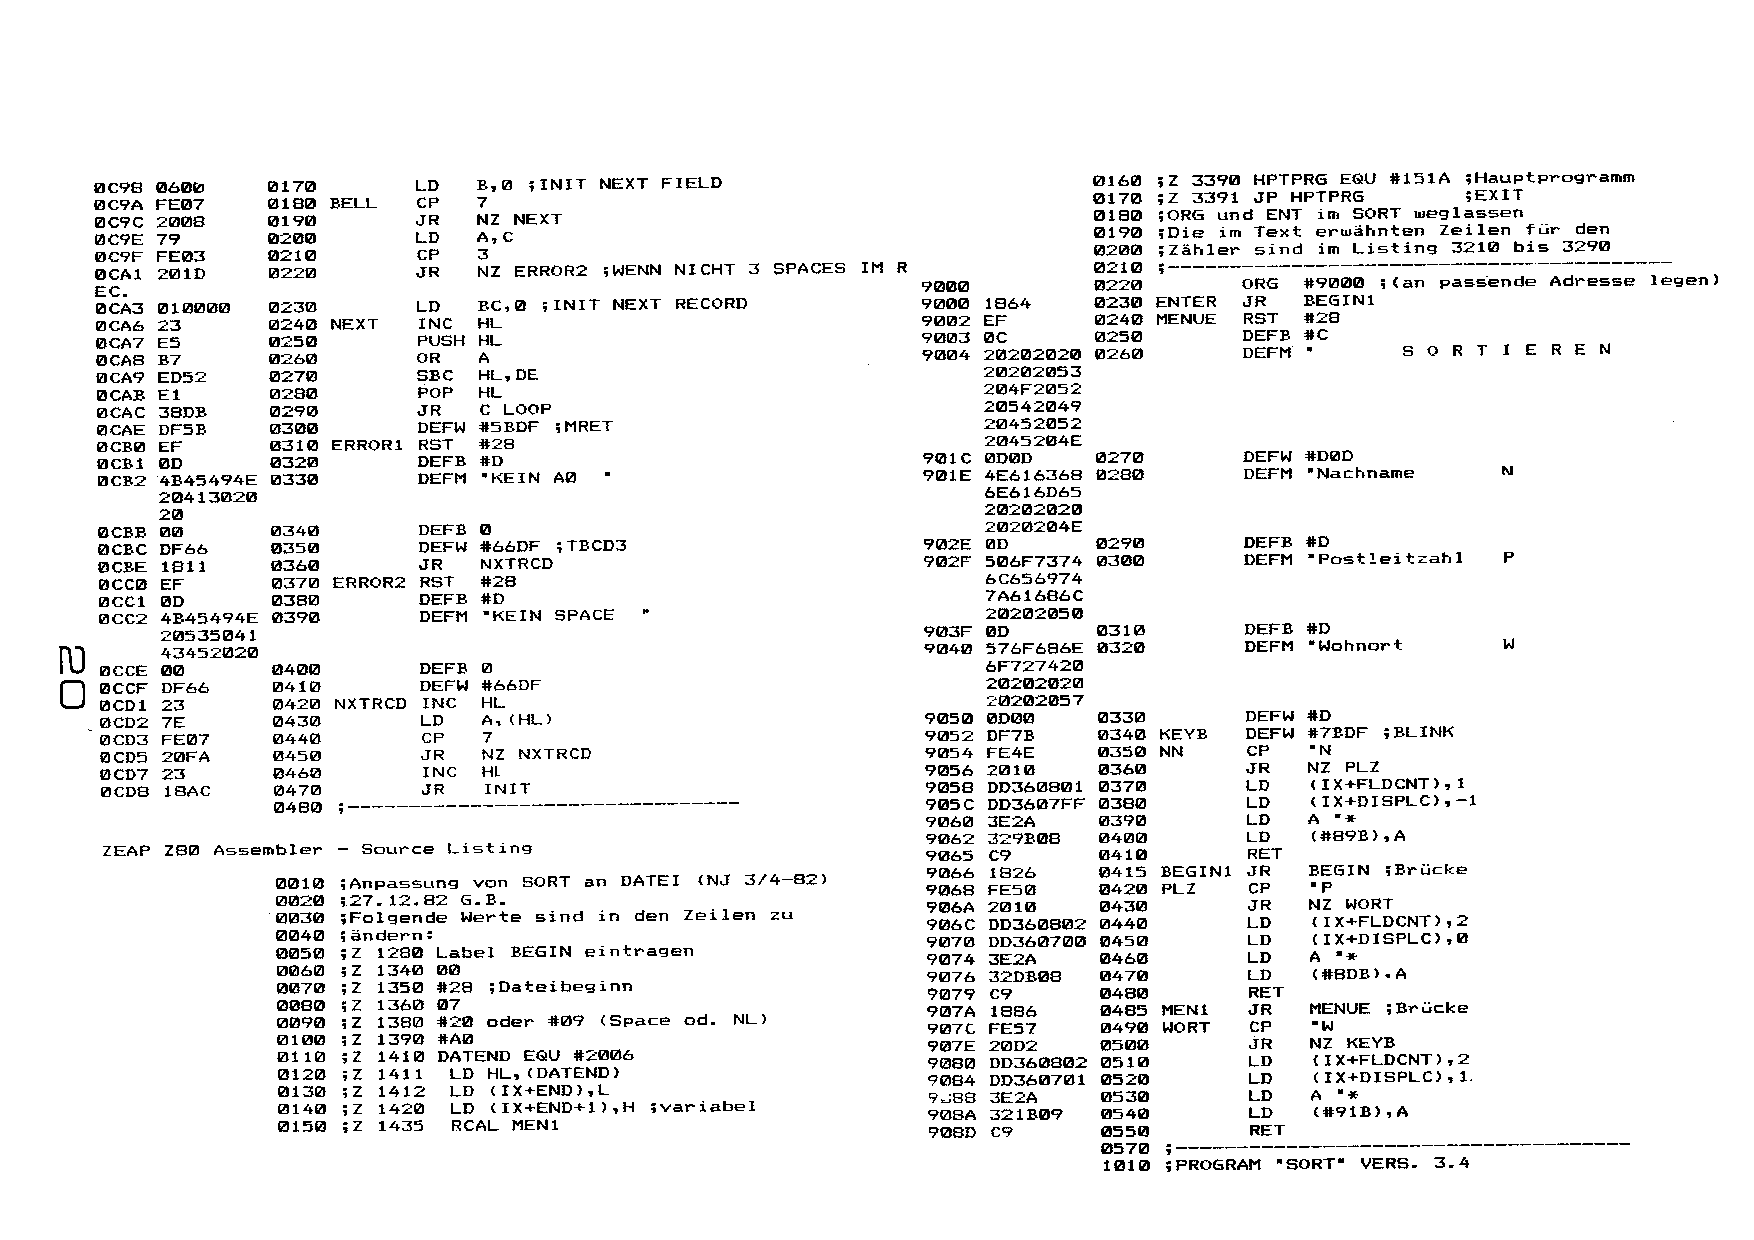 0C98 0600 0170 LD B,0 ;INIT NEXT FIELD
0C9A FE07 0180 BELL CP 7
0C9C 2008 0190 JR NZ NEXT
0C9E 79 0200 LD A,C
0C9F FE03 0210 CP 3
0CA1 201D 0220 JR NZ ERROR2 ;WENN NICHT 3 SPACES IM R
EC.
0CA3 010000 0230 LD BC,0 ;INIT NEXT RECORD
0CA6 23 0240 NEXT INC HL
0CA7 E5 0250 PUSH HL
0CA8 B7 0260 OR A
0CA9 ED52 0270 SBC HL,DE
0CAB E1 0280 POP HL
0CAC 38DB 0290 JR C LOOP
0CAE DF5B 0300 DEFW #5BDF ;MRET
0CB0 EF 0310 ERROR1 RST #28
0CB1 0D 0320 DEFB #D
0CB2 4B45494E 0330 DEFM "KEIN A0 "
20413020
20
0CBB 00 0340 DEFB 0
0CBC DF66 0350 DEFW #66DF ;TBCD3
0CBE 1811 0360 JR NXTRCD
0CC0 EF 0370 ERROR2 RST #28
0CC1 0D 0380 DEFB #D
0CC2 4B45494E 0390 DEFM "KEIN SPACE "
20535041
43452020
0CCE 00 0400 DEFB 0
0CCF DF66 0410 DEFW #66DF
0CD1 23 0420 NXTRCD INC HL
0CD2 7E 0430 LD A,(HL)
0CD3 FE07 0440 CP 7
0CD5 20FA 0450 JR NZ NXTRCD
0CD7 23 0460 INC HL
0CD8 18AC 0470 JR INIT
0480 ;--------------------------------
20
ZEAP Z80 Assembler - Source Listing
0010 ;Anpassung von SORT an DATEI (NJ 3/4-82)
0020 ;27.12.82 G.B.
0030 ;Folgende Werte sind in den Zeilen zu
0040 ;ändern:
0050 ;Z 1280 Label BEGIN eintragen
0060 ;Z 1340 00
0070 ;Z 1350 #28 ;Dateibeginn
0080 ;Z 1360 07
0090 ;Z 1380 #20 oder #09 (Space od. NL)
0100 ;Z 1390 #A0
0110 ;Z 1410 DATEND EQU #2006
0120 ;Z 1411 LD HL,(DATEND)
0130 ;Z 1412 LD (IX+END),L
0140 ;Z 1420 LD (IX+END+1),H ;variabel
0150 ;Z 1435 RCAL MEN1
0160 ;Z 3390 HPTPRG EQU #151A ;Hauptprogramm
0170 ;Z 3391 JP HPTPRG ;EXIT
0180 ;ORG und ENT im SORT weglassen
0190 ;Die im Text erwähnten Zeilen für den
0200 ;Zähler sind im Listing 3210 bis 3290
0210 ;----------------------------------------
9000 0220 ORG #9000 ;(an passende Adresse legen)
9000 1864 0230 ENTER JR BEGIN1
9002 EF 0240 MENUE RST #28
9003 0C 0250 DEFB #C
9004 20202020 0260 DEFM " S O R T I E R E N
20202053
204F2052
20542049
20452052
2045204E
901C 0D0D 0270 DEFW #D0D
901E 4E616368 0280 DEFM "Nachname N
6E616D65
20202020
2020204E
902E 0D 0290 DEFB #D
902F 506F7374 0300 DEFM "Postleitzahl P
6C656974
7A61686C
20202050
903F 0D 0310 DEFB #D
9040 576F686E 0320 DEFM "Wohnort W
6F727420
20202020
20202057
9050 0D00 0330 DEFW #D
9052 DF7B 0340 KEYB DEFW #7BDF ;BLINK
9054 FE4E 0350 NN CP "N
9056 2010 0360 JR NZ PLZ
9058 DD360801 0370 LD (IX+FLDCNT),1
905C DD3607FF 0380 LD (IX+DISPLC),-1
9060 3E2A 0390 LD A "*
9062 329B08 0400 LD (#89B),A
9065 C9 0410 RET
9066 1826 0415 BEGIN1 JR BEGIN ;Brücke
9068 FE50 0420 PLZ CP "P
906A 2010 0430 JR NZ WORT
906C DD360802 0440 LD (IX+FLDCNT),2
9070 DD360700 0450 LD (IX+DISPLC),0
9074 3E2A 0460 LD A "*
9076 32DB08 0470 LD (#8DB),A
9079 C9 0480 RET
907A 1886 0485 MEN1 JR MENUE ;Brücke
907C FE57 0490 WORT CP "W
907E 20D2 0500 JR NZ KEYB
9080 DD360802 0510 LD (IX+FLDCNT),2
9084 DD360701 0520 LD (IX+DISPLC),1
9088 3E2A 0530 LD A "*
908A 321B09 0540 LD (#91B),A
908D C9 0550 RET
0570 ;------------------------------------
1010 ;PROGRAM "SORT" VERS. 3.4